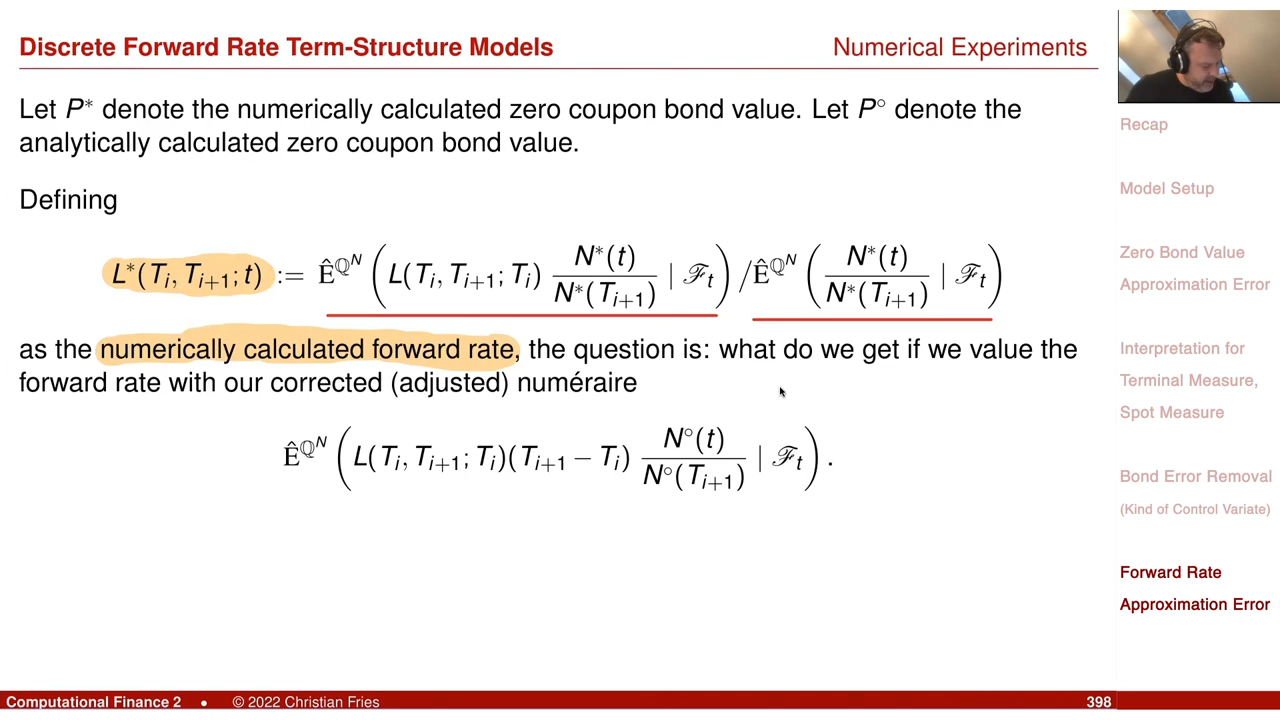 Discrete Forward Rate Term-Structure Models
Numerical Experiments
Let P* denote the numerically calculated zero coupon bond value. Let P° denote the
analytically calculated zero coupon bond value.
Defining
L*(T_i, T_{i+1}; t) := Ê^{ℚ^N} ( L(T_i, T_{i+1}; T_i) N*(t) / N*(T_{i+1}) | ℱ_t ) / Ê^{ℚ^N} ( N*(t) / N*(T_{i+1}) | ℱ_t )
as the numerically calculated forward rate, the question is: what do we get if we value the
forward rate with our corrected (adjusted) numéraire
Ê^{ℚ^N} ( L(T_i, T_{i+1}; T_i)(T_{i+1} − T_i) N°(t) / N°(T_{i+1}) | ℱ_t ) .
Recap
Model Setup
Zero Bond Value
Approximation Error
Interpretation for
Terminal Measure,
Spot Measure
Bond Error Removal
(Kind of Control Variate)
Forward Rate
Approximation Error
Computational Finance 2 • © 2022 Christian Fries
398